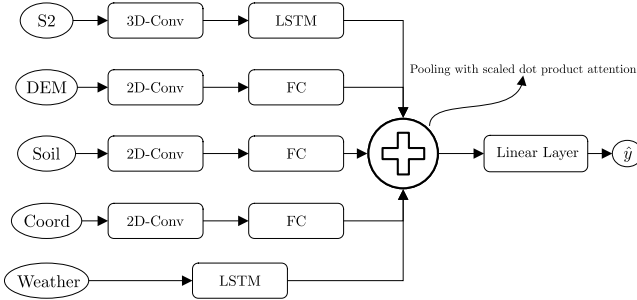 S2 3D-Conv LSTM
Pooling with scaled dot product attention
DEM 2D-Conv FC
Soil 2D-Conv FC Linear Layer ŷ
Coord 2D-Conv FC
Weather LSTM